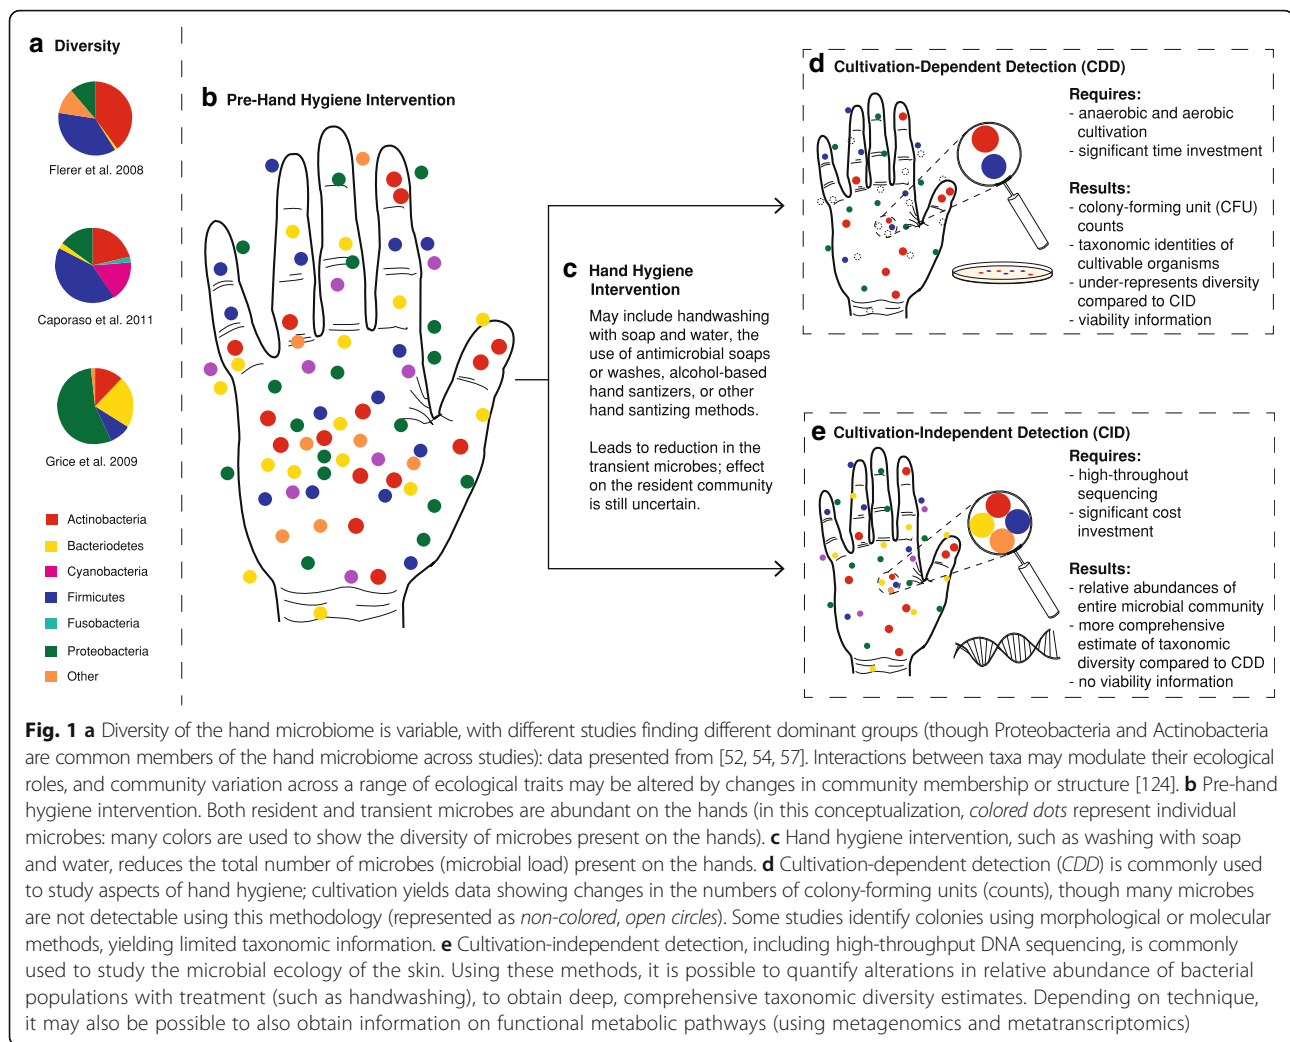 a Diversity
Flerer et al. 2008
Caporaso et al. 2011
Grice et al. 2009
Actinobacteria
Bacteriodetes
Cyanobacteria
Firmicutes
Fusobacteria
Proteobacteria
Other
b Pre-Hand Hygiene Intervention
c Hand Hygiene
Intervention
May include handwashing
with soap and water, the
use of antimicrobial soaps
or washes, alcohol-based
hand santizers, or other
hand santizing methods.
Leads to reduction in the
transient microbes; effect
on the resident community
is still uncertain.
d Cultivation-Dependent Detection (CDD)
Requires:
- anaerobic and aerobic
cultivation
- significant time investment
Results:
- colony-forming unit (CFU)
counts
- taxonomic identities of
cultivable organisms
- under-represents diversity
compared to CID
- viability information
e Cultivation-Independent Detection (CID)
Requires:
- high-throughout
sequencing
- significant cost
investment
Results:
- relative abundances of
entire microbial community
- more comprehensive
estimate of taxonomic
diversity compared to CDD
- no viability information
Fig. 1 a Diversity of the hand microbiome is variable, with different studies finding different dominant groups (though Proteobacteria and Actinobacteria
are common members of the hand microbiome across studies): data presented from [52, 54, 57]. Interactions between taxa may modulate their ecological
roles, and community variation across a range of ecological traits may be altered by changes in community membership or structure [124]. b Pre-hand
hygiene intervention. Both resident and transient microbes are abundant on the hands (in this conceptualization, colored dots represent individual
microbes: many colors are used to show the diversity of microbes present on the hands). c Hand hygiene intervention, such as washing with soap
and water, reduces the total number of microbes (microbial load) present on the hands. d Cultivation-dependent detection (CDD) is commonly used
to study aspects of hand hygiene; cultivation yields data showing changes in the numbers of colony-forming units (counts), though many microbes
are not detectable using this methodology (represented as non-colored, open circles). Some studies identify colonies using morphological or molecular
methods, yielding limited taxonomic information. e Cultivation-independent detection, including high-throughput DNA sequencing, is commonly
used to study the microbial ecology of the skin. Using these methods, it is possible to quantify alterations in relative abundance of bacterial
populations with treatment (such as handwashing), to obtain deep, comprehensive taxonomic diversity estimates. Depending on technique,
it may also be possible to also obtain information on functional metabolic pathways (using metagenomics and metatranscriptomics)